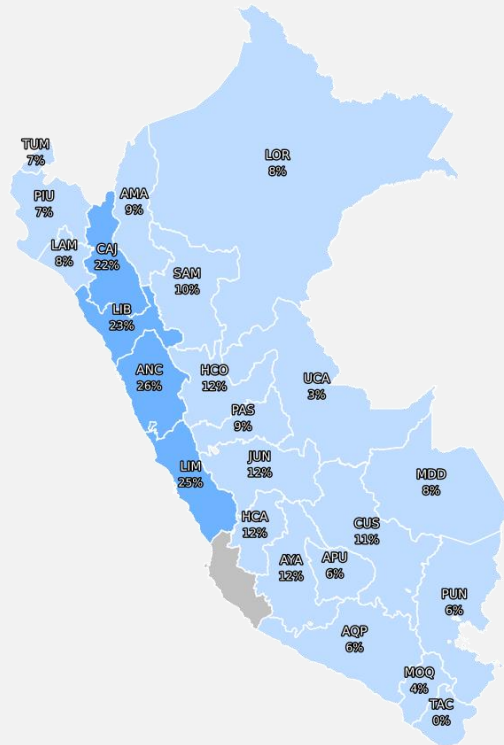 TUM
7%
LOR
8%
PIU
7%
AMA
9%
LAM
8%
CAJ
22%
SAM
10%
LIB
23%
ANC
26%
HCO
12%
UCA
3%
PAS
9%
JUN
12%
LIM
25%
MDD
8%
HCA
12%
CUS
11%
AYA
12%
APU
6%
PUN
6%
AQP
6%
MOQ
4%
TAC
0%